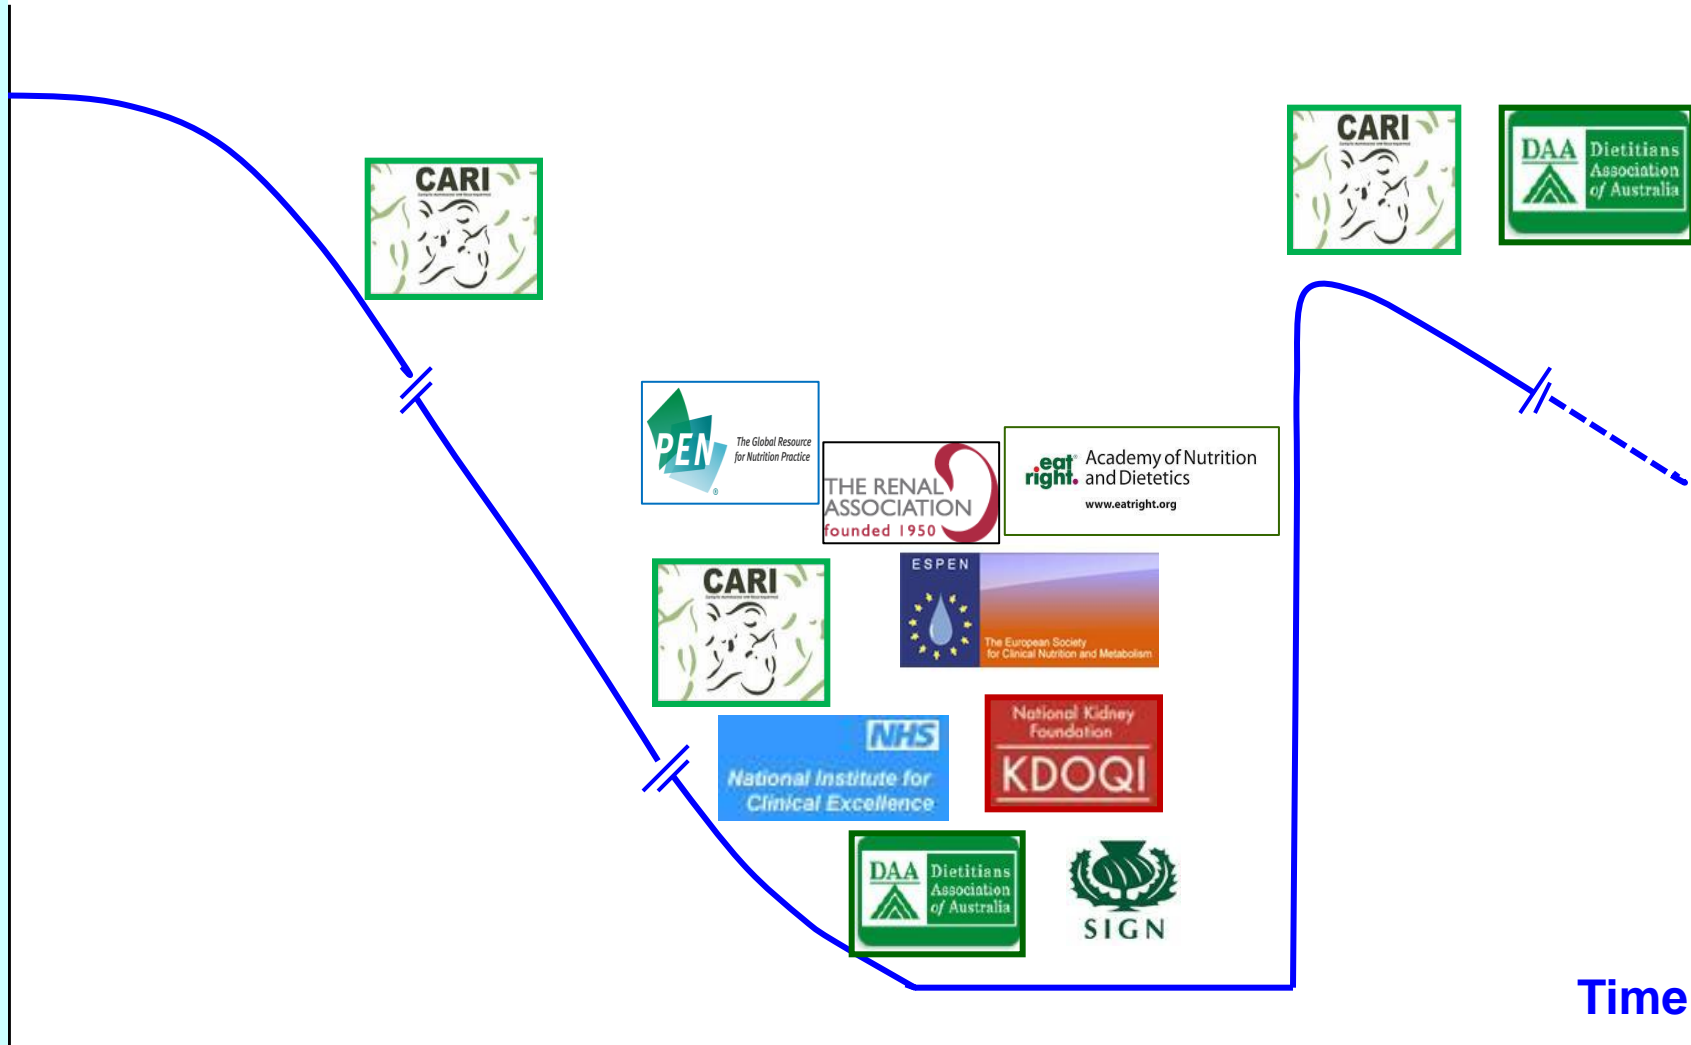 CARI
DAA Dietitians
Association
of Australia
CARI
PEN
®
The Global Resource
for Nutrition Practice
THE RENAL
ASSOCIATION
founded 1950
eat®
right.
Academy of Nutrition
and Dietetics
www.eatright.org
CARI
ESPEN
The European Society
for Clinical Nutrition and Metabolism
NHS
National Institute for
Clinical Excellence
National Kidney
Foundation
KDOQI
DAA Dietitians
Association
of Australia
SIGN
Time